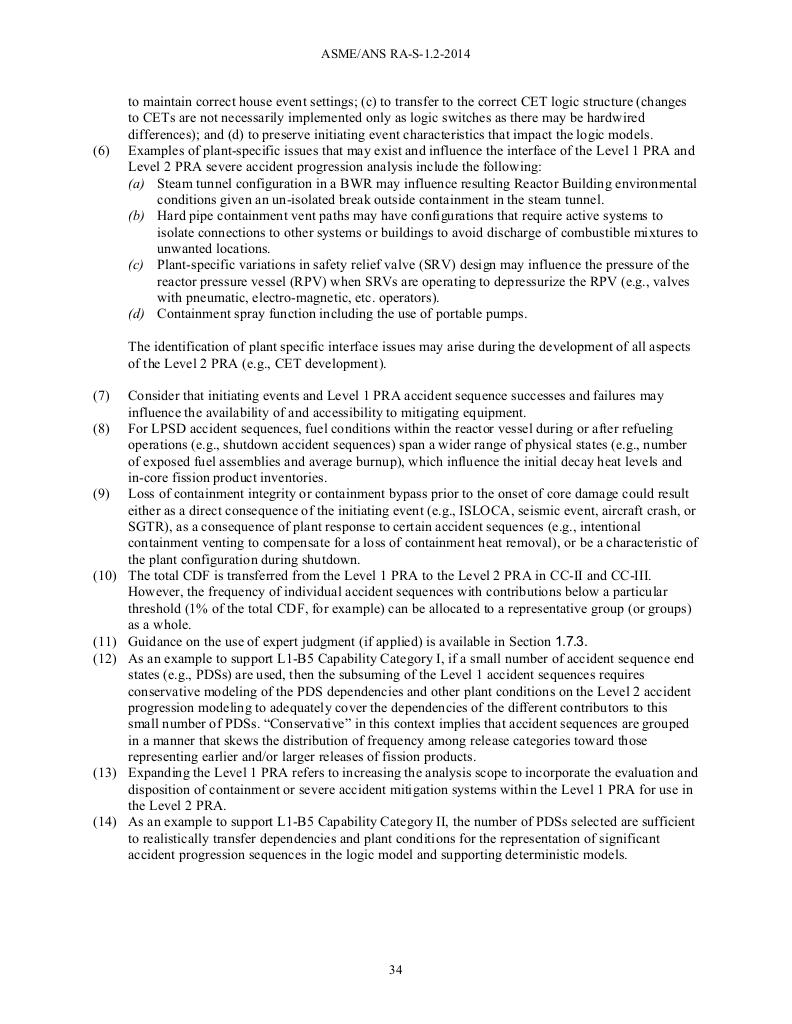 ASME/ANS RA-S-1.2-2014
to maintain correct house event settings; (c) to transfer to the correct CET logic structure (changes
to CETs are not necessarily implemented only as logic switches as there may be hardwired
differences); and (d) to preserve initiating event characteristics that impact the logic models.
(6) Examples of plant-specific issues that may exist and influence the interface of the Level 1 PRA and
Level 2 PRA severe accident progression analysis include the following:
(a) Steam tunnel configuration in a BWR may influence resulting Reactor Building environmental
conditions given an un-isolated break outside containment in the steam tunnel.
(b) Hard pipe containment vent paths may have configurations that require active systems to
isolate connections to other systems or buildings to avoid discharge of combustible mixtures to
unwanted locations.
(c) Plant-specific variations in safety relief valve (SRV) design may influence the pressure of the
reactor pressure vessel (RPV) when SRVs are operating to depressurize the RPV (e.g., valves
with pneumatic, electro-magnetic, etc. operators).
(d) Containment spray function including the use of portable pumps.
The identification of plant specific interface issues may arise during the development of all aspects
of the Level 2 PRA (e.g., CET development).
(7) Consider that initiating events and Level 1 PRA accident sequence successes and failures may
influence the availability of and accessibility to mitigating equipment.
(8) For LPSD accident sequences, fuel conditions within the reactor vessel during or after refueling
operations (e.g., shutdown accident sequences) span a wider range of physical states (e.g., number
of exposed fuel assemblies and average burnup), which influence the initial decay heat levels and
in-core fission product inventories.
(9) Loss of containment integrity or containment bypass prior to the onset of core damage could result
either as a direct consequence of the initiating event (e.g., ISLOCA, seismic event, aircraft crash, or
SGTR), as a consequence of plant response to certain accident sequences (e.g., intentional
containment venting to compensate for a loss of containment heat removal), or be a characteristic of
the plant configuration during shutdown.
(10) The total CDF is transferred from the Level 1 PRA to the Level 2 PRA in CC-II and CC-III.
However, the frequency of individual accident sequences with contributions below a particular
threshold (1% of the total CDF, for example) can be allocated to a representative group (or groups)
as a whole.
(11) Guidance on the use of expert judgment (if applied) is available in Section 1.7.3.
(12) As an example to support L1-B5 Capability Category I, if a small number of accident sequence end
states (e.g., PDSs) are used, then the subsuming of the Level 1 accident sequences requires
conservative modeling of the PDS dependencies and other plant conditions on the Level 2 accident
progression modeling to adequately cover the dependencies of the different contributors to this
small number of PDSs. “Conservative” in this context implies that accident sequences are grouped
in a manner that skews the distribution of frequency among release categories toward those
representing earlier and/or larger releases of fission products.
(13) Expanding the Level 1 PRA refers to increasing the analysis scope to incorporate the evaluation and
disposition of containment or severe accident mitigation systems within the Level 1 PRA for use in
the Level 2 PRA.
(14) As an example to support L1-B5 Capability Category II, the number of PDSs selected are sufficient
to realistically transfer dependencies and plant conditions for the representation of significant
accident progression sequences in the logic model and supporting deterministic models.
34